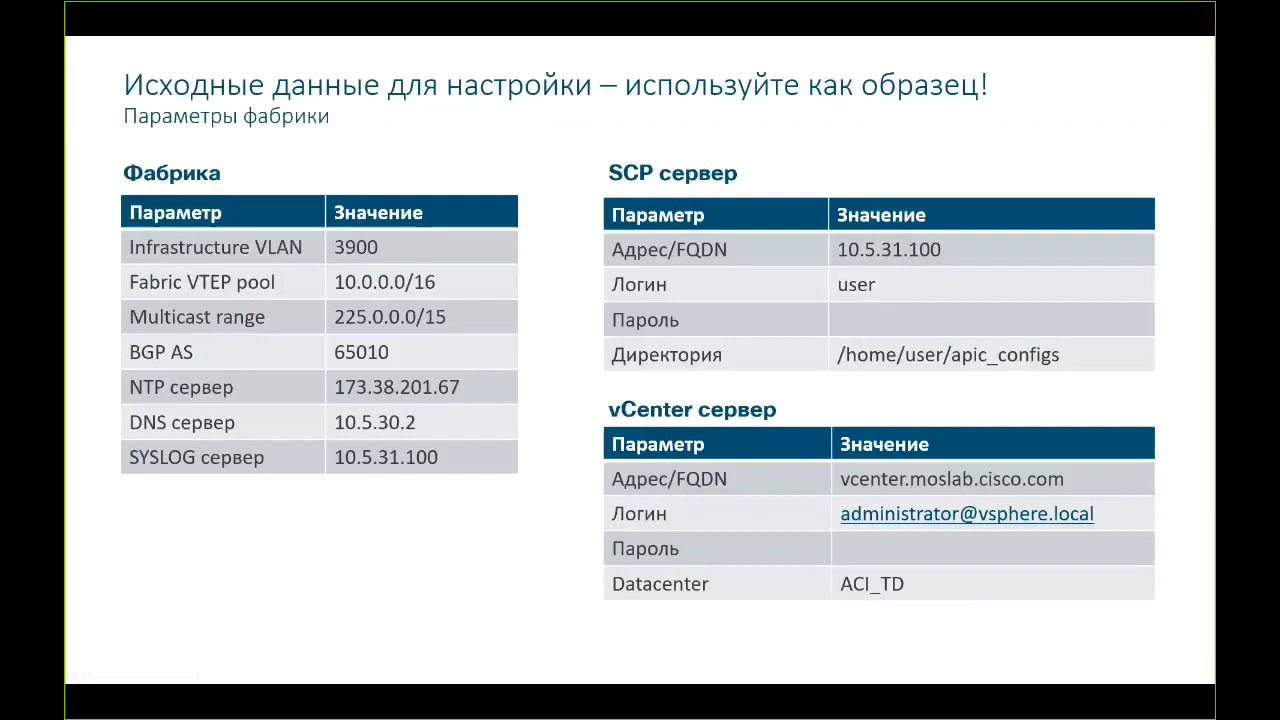 Исходные данные для настройки – используйте как образец!
Параметры фабрики
Фабрика
Параметр Значение
Infrastructure VLAN 3900
Fabric VTEP pool 10.0.0.0/16
Multicast range 225.0.0.0/15
BGP AS 65010
NTP сервер 173.38.201.67
DNS сервер 10.5.30.2
SYSLOG сервер 10.5.31.100
SCP сервер
Параметр Значение
Адрес/FQDN 10.5.31.100
Логин user
Пароль
Директория /home/user/apic_configs
vCenter сервер
Параметр Значение
Адрес/FQDN vcenter.moslab.cisco.com
Логин administrator@vsphere.local
Пароль
Datacenter ACI_TD